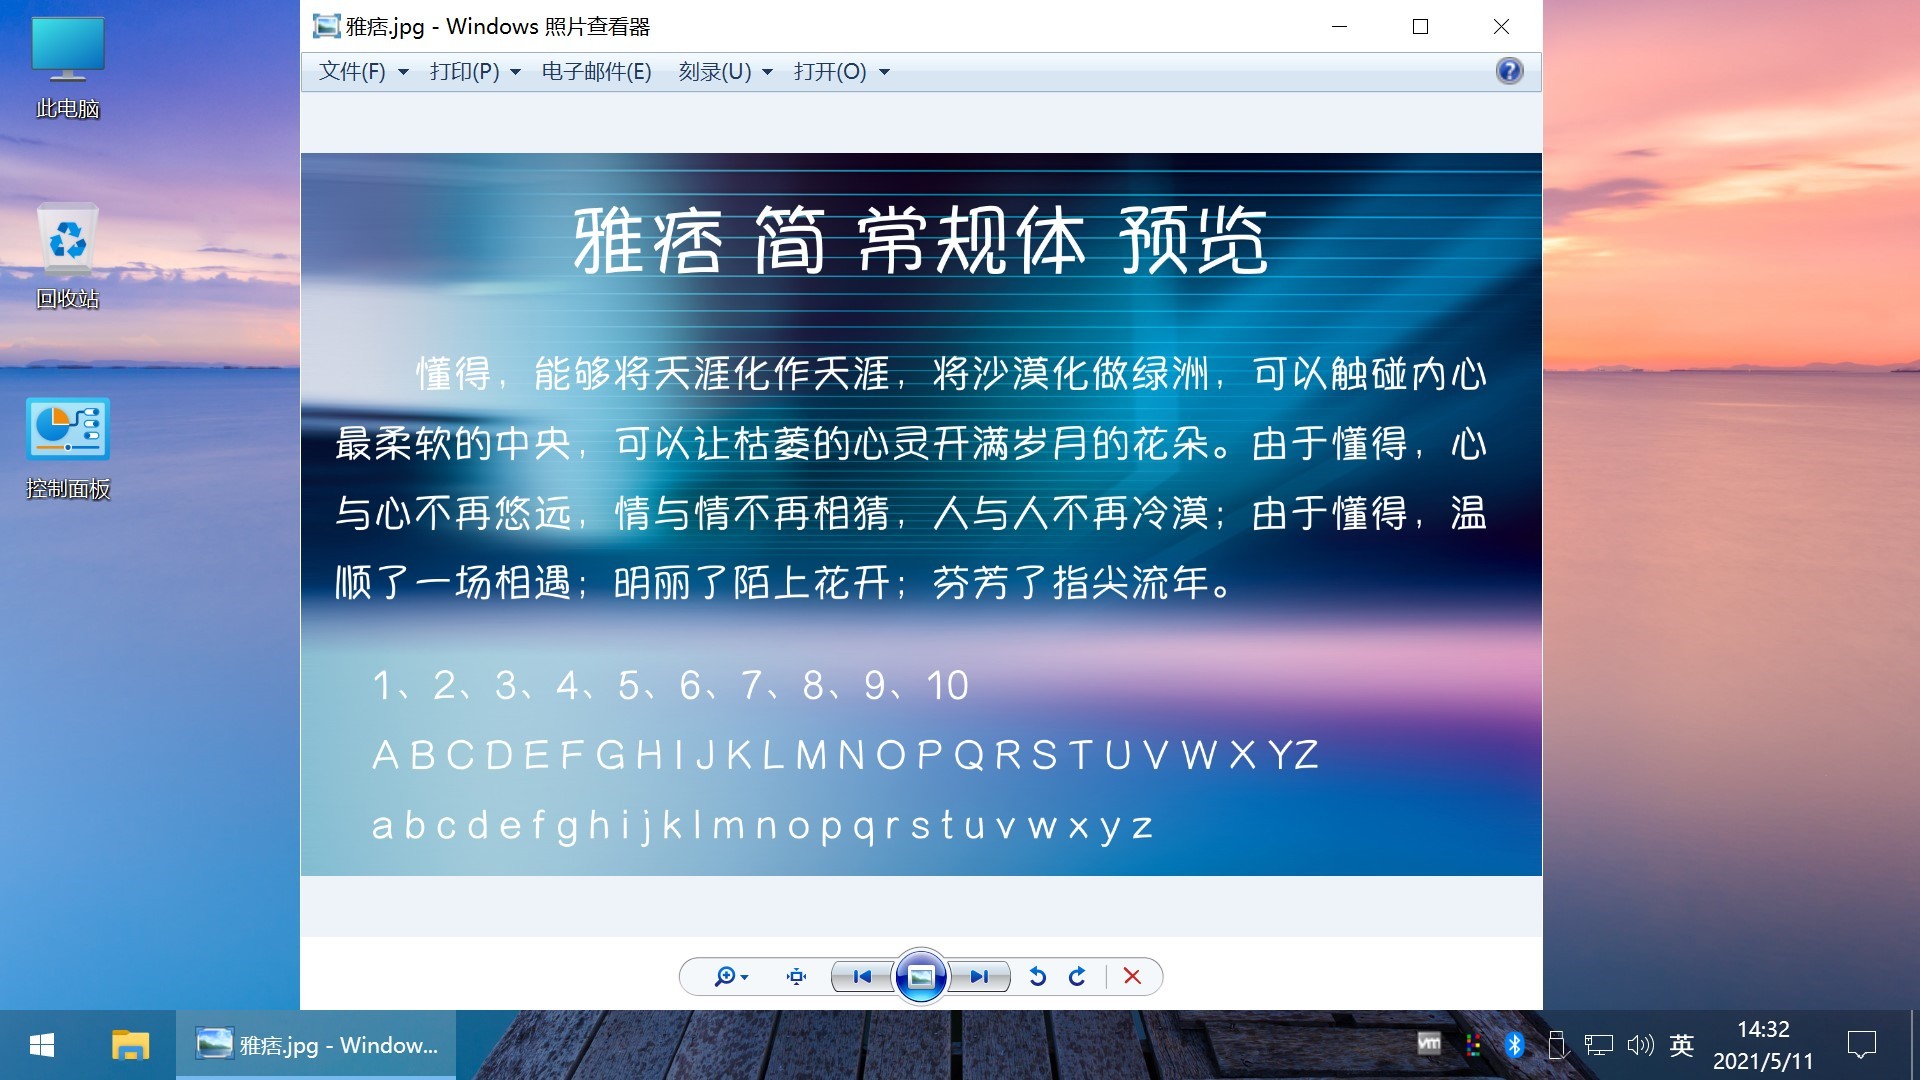 雅痞.jpg - Windows 照片查看器
文件(F) 打印(P) 电子邮件(E) 刻录(U) 打开(O)
此电脑
回收站
控制面板
雅痞 简 常规体 预览
懂得，能够将天涯化作天涯，将沙漠化做绿洲，可以触碰内心
最柔软的中央，可以让枯萎的心灵开满岁月的花朵。由于懂得，心
与心不再悠远，情与情不再相猜，人与人不再冷漠；由于懂得，温
顺了一场相遇；明丽了陌上花开；芬芳了指尖流年。
1、2、3、4、5、6、7、8、9、10
A B C D E F G H I J K L M N O P Q R S T U V W X Y Z
a b c d e f g h i j k l m n o p q r s t u v w x y z
雅痞.jpg - Window...
vm
英
14:32
2021/5/11